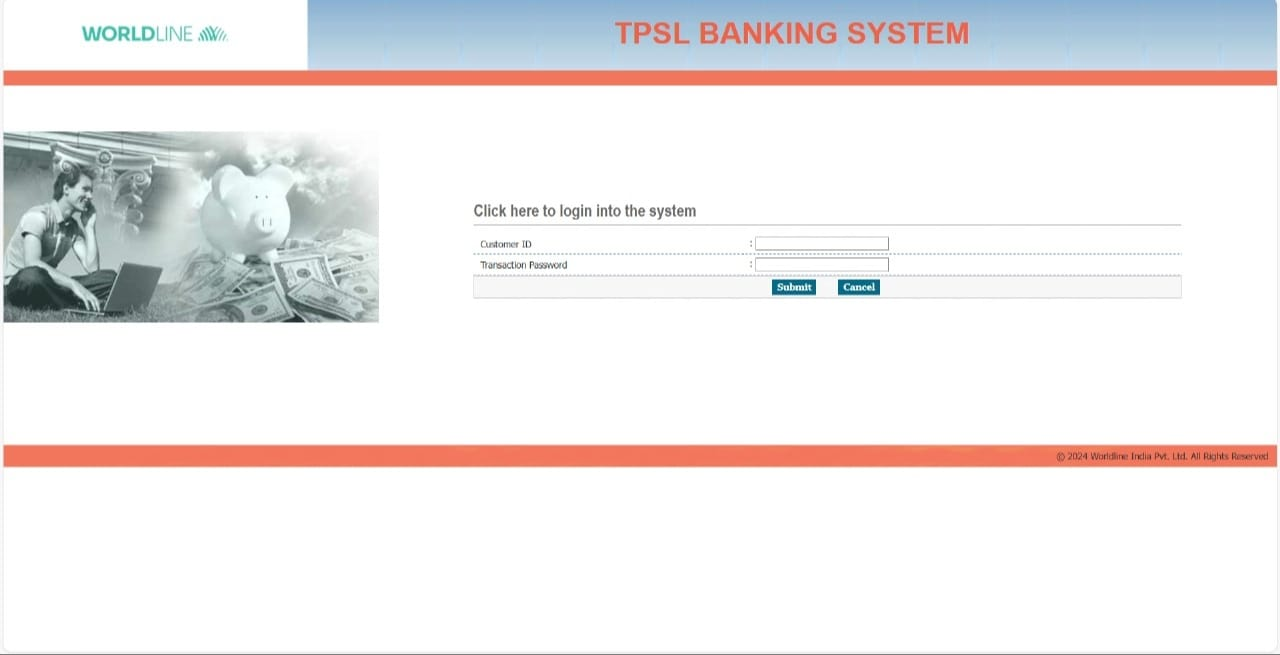 WORLDLINE
TPSL BANKING SYSTEM
Click here to login into the system
Customer ID :
Transaction Password :
Submit Cancel
© 2024 Worldline India Pvt. Ltd. All Rights Reserved